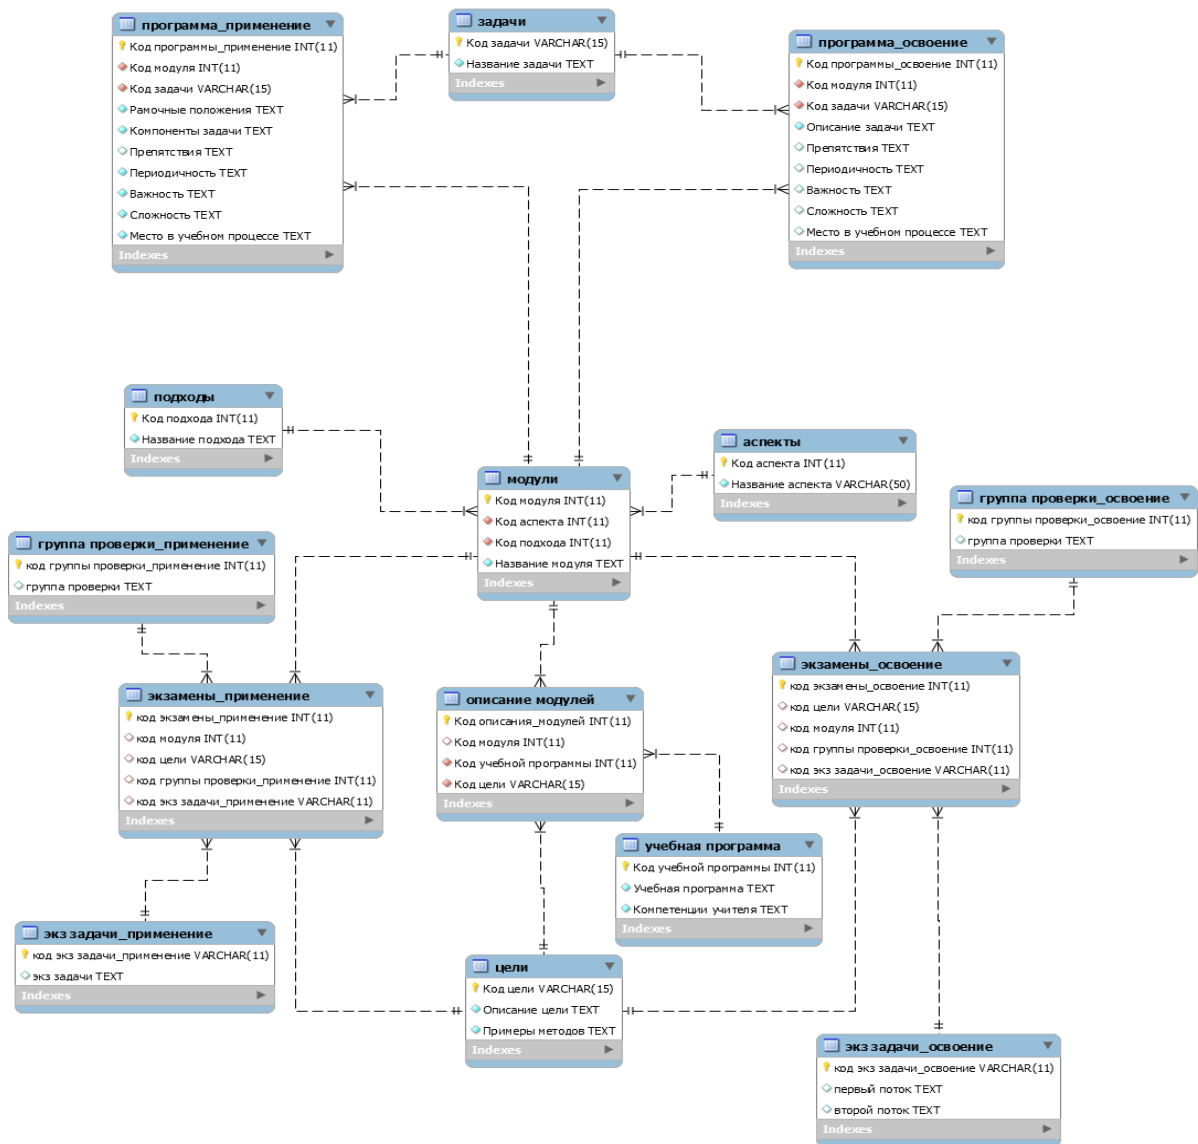 программа_применение
Код программы_применение INT(11)
Код модуля INT(11)
Код задачи VARCHAR(15)
Рамочные положения TEXT
Компоненты задачи TEXT
Препятствия TEXT
Периодичность TEXT
Важность TEXT
Сложность TEXT
Место в учебном процессе TEXT
Indexes
задачи
Код задачи VARCHAR(15)
Название задачи TEXT
Indexes
программа_освоение
Код программы_освоение INT(11)
Код модуля INT(11)
Код задачи VARCHAR(15)
Описание задачи TEXT
Препятствия TEXT
Периодичность TEXT
Важность TEXT
Сложность TEXT
Место в учебном процессе TEXT
Indexes
подходы
Код подхода INT(11)
Название подхода TEXT
Indexes
модули
Код модуля INT(11)
Код аспекта INT(11)
Код подхода INT(11)
Название модуля TEXT
Indexes
аспекты
Код аспекта INT(11)
Название аспекта VARCHAR(50)
Indexes
группа проверки_освоение
код группы проверки_освоение INT(11)
группа проверки TEXT
Indexes
группа проверки_применение
код группы проверки_применение INT(11)
группа проверки TEXT
Indexes
экзамены_применение
код экзамены_применение INT(11)
код модуля INT(11)
код цели VARCHAR(15)
код группы проверки_применение INT(11)
код экз задачи_применение VARCHAR(11)
Indexes
описание модулей
Код описания_модулей INT(11)
Код модуля INT(11)
Код учебной программы INT(11)
Код цели VARCHAR(15)
Indexes
экзамены_освоение
код экзамены_освоение INT(11)
код цели VARCHAR(15)
код модуля INT(11)
код группы проверки_освоение INT(11)
код экз задачи_освоение VARCHAR(11)
Indexes
учебная программа
Код учебной программы INT(11)
Учебная программа TEXT
Компетенции учителя TEXT
Indexes
экз задачи_применение
код экз задачи_применение VARCHAR(11)
экз задачи TEXT
Indexes
цели
Код цели VARCHAR(15)
Описание цели TEXT
Примеры методов TEXT
Indexes
экз задачи_освоение
код экз задачи_освоение VARCHAR(11)
первый поток TEXT
второй поток TEXT
Indexes